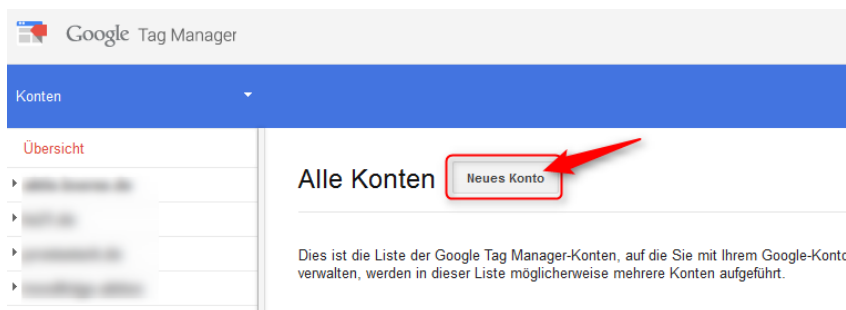 Google Tag Manager
Konten
Übersicht
Alle Konten Neues Konto
Dies ist die Liste der Google Tag Manager-Konten, auf die Sie mit Ihrem Google-Konto
verwalten, werden in dieser Liste möglicherweise mehrere Konten aufgeführt.